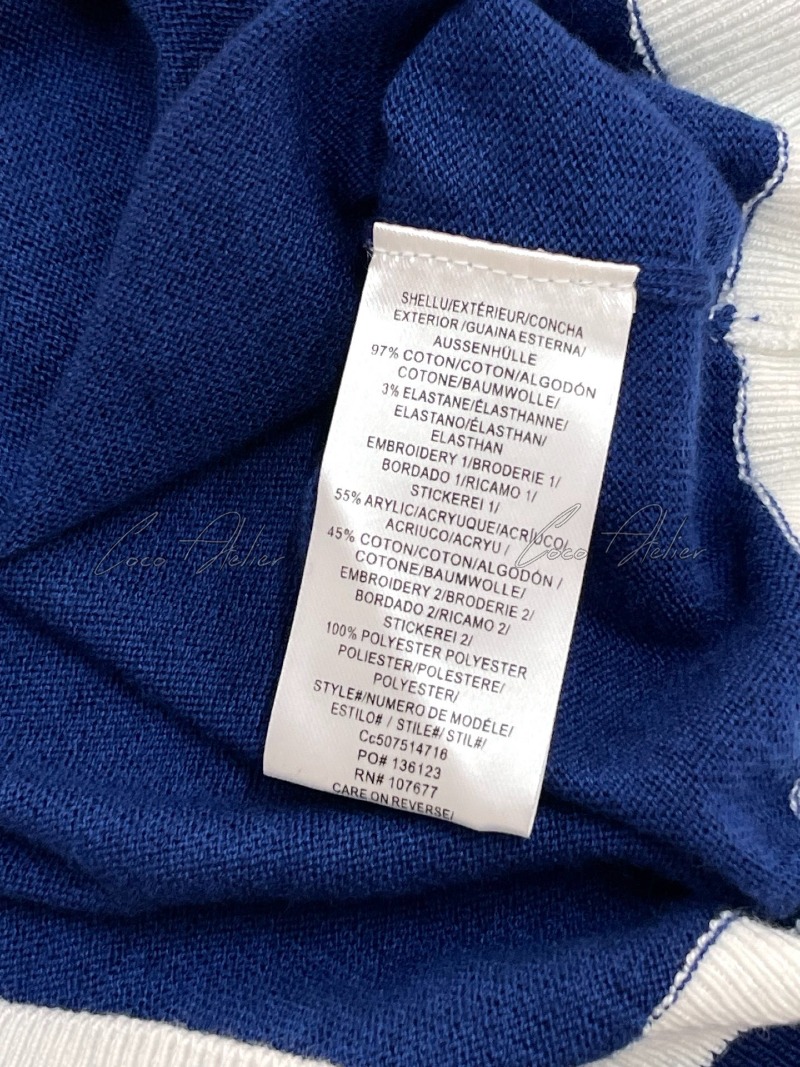 SHELLU/EXTÉRIEUR/CONCHA
EXTERIOR/GUAINA ESTERNA/
AUSSENHÜLLE
97% COTON/COTON/ALGODÓN
COTONE/BAUMWOLLE/
3% ELASTANE/ÉLASTHANNE/
ELASTANO/ÉLASTHAN/
ELASTHAN
EMBROIDERY 1/BRODERIE 1/
BORDADO 1/RICAMO 1/
STICKEREI 1/
55% ARYLIC/ACRYUQUE/ACRIUCO/
ACRIUCO/ACRYU /
45% COTON/COTON/ALGODÓN /
COTONE/BAUMWOLLE/
EMBROIDERY 2/BRODERIE 2/
BORDADO 2/RICAMO 2/
STICKEREI 2/
100% POLYESTER POLYESTER
POLIESTER/POLESTERE/
POLYESTER/
STYLE#/NUMERO DE MODÉLE/
ESTILO# / STILE#/ STIL#/
Cc507514718
PO# 136123
RN# 107677
CARE ON REVERSE/
Coco Atelier
Coco Atelier